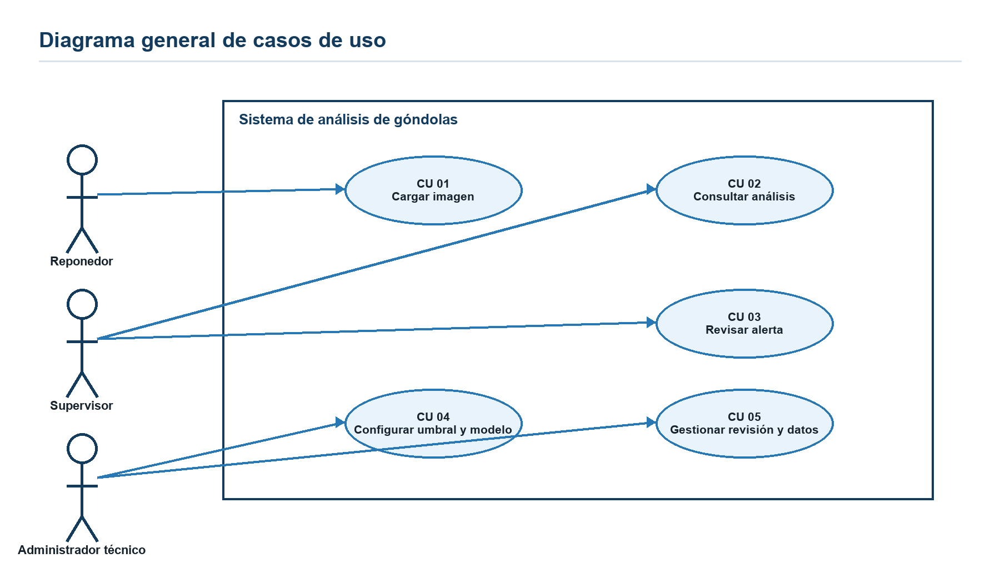 Diagrama general de casos de uso
Sistema de análisis de góndolas
CU 01
Cargar imagen
CU 02
Consultar análisis
Reponedor
CU 03
Revisar alerta
Supervisor
CU 04
Configurar umbral y modelo
CU 05
Gestionar revisión y datos
Administrador técnico